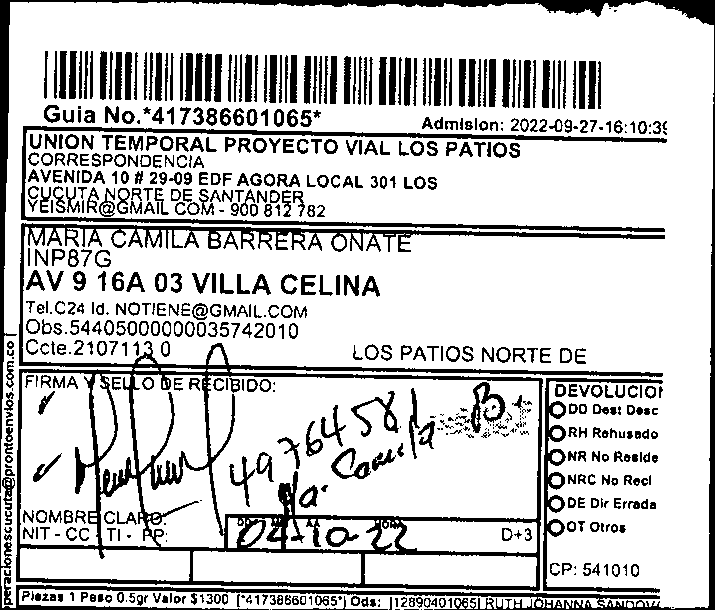 Guia No.*417386601065*
Admision: 2022-09-27-16:10:39
UNION TEMPORAL PROYECTO VIAL LOS PATIOS
CORRESPONDENCIA
AVENIDA 10 # 29-09 EDF AGORA LOCAL 301 LOS
CUCUTA NORTE DE SANTANDER
YEISMIR@GMAIL COM - 900 812 782
MARIA CAMILA BARRERA ONATE
INP87G
AV 9 16A 03 VILLA CELINA
Tel.C24 Id. NOTIENE@GMAIL.COM
Obs.54405000000035742010
Ccte.2107113 0
LOS PATIOS NORTE DE
FIRMA Y SELLO DE RECIBIDO:
B+
Camila
NOMBRE CLARO:
NIT - CC - TI - PP:
04-10-22
D+3
DEVOLUCION
DD Dest Desc
RH Rehusado
NR No Reside
NRC No Recl
DE Dir Errada
OT Otros
CP: 541010
Piezas 1 Peso 0.5gr Valor $1300 [*417386601065*] Ods: |12890401065| RUTH JOHANNA SANDOV
peracionescucuta@prontoenvios.com.co